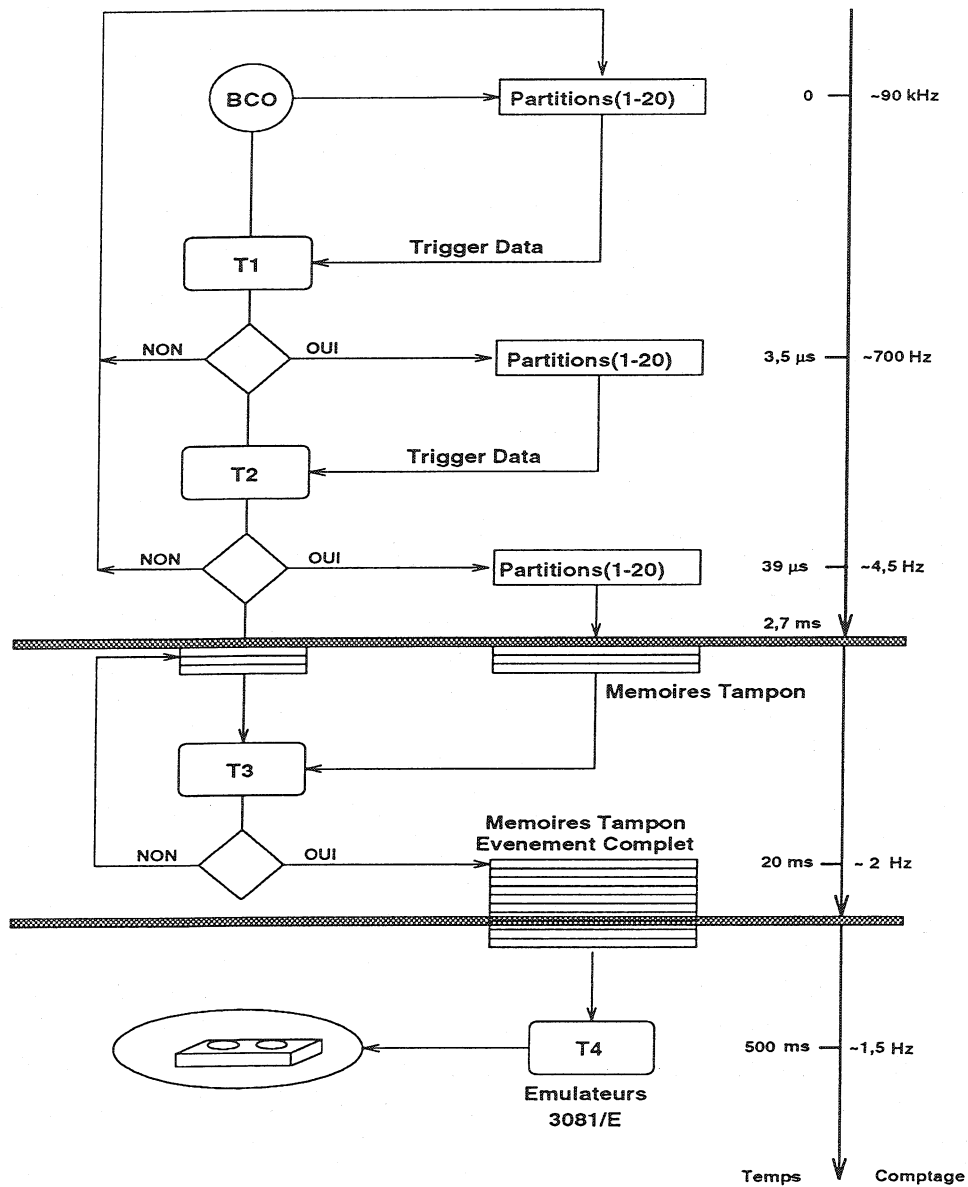 BCO
Partitions(1-20)
0
~90 kHz
Trigger Data
T1
NON
OUI
Partitions(1-20)
3,5 µs
~700 Hz
Trigger Data
T2
NON
OUI
Partitions(1-20)
39 µs
~4,5 Hz
2,7 ms
Memoires Tampon
T3
Memoires Tampon
Evenement Complet
NON
OUI
20 ms
~ 2 Hz
T4
500 ms
~1,5 Hz
Emulateurs
3081/E
Temps
Comptage